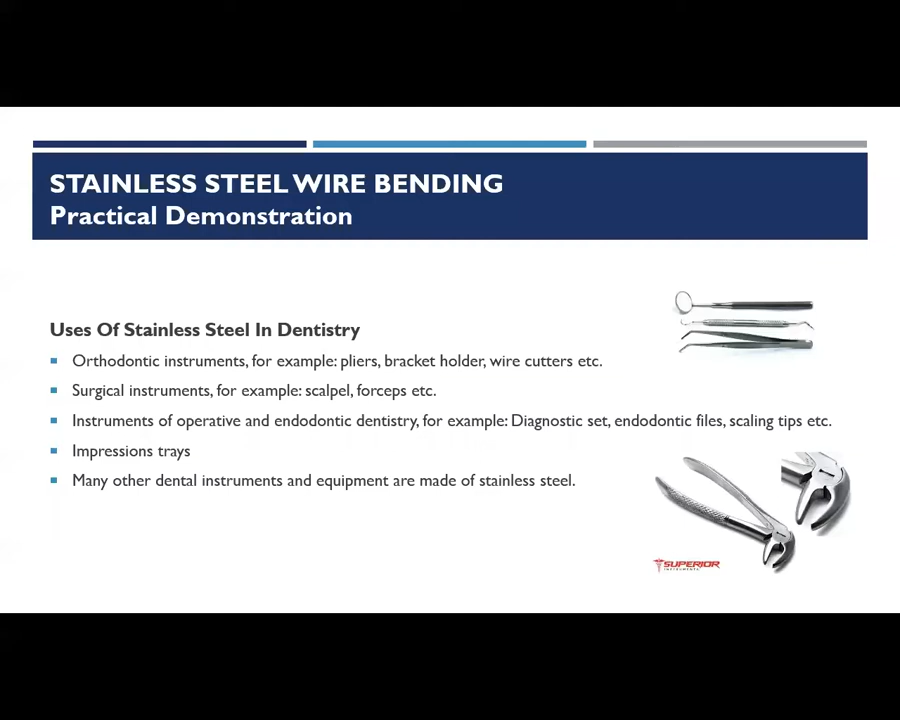 STAINLESS STEEL WIRE BENDING
Practical Demonstration
Uses Of Stainless Steel In Dentistry
Orthodontic instruments, for example: pliers, bracket holder, wire cutters etc.
Surgical instruments, for example: scalpel, forceps etc.
Instruments of operative and endodontic dentistry, for example: Diagnostic set, endodontic files, scaling tips etc.
Impressions trays
Many other dental instruments and equipment are made of stainless steel.
SUPERIOR
INSTRUMENTS